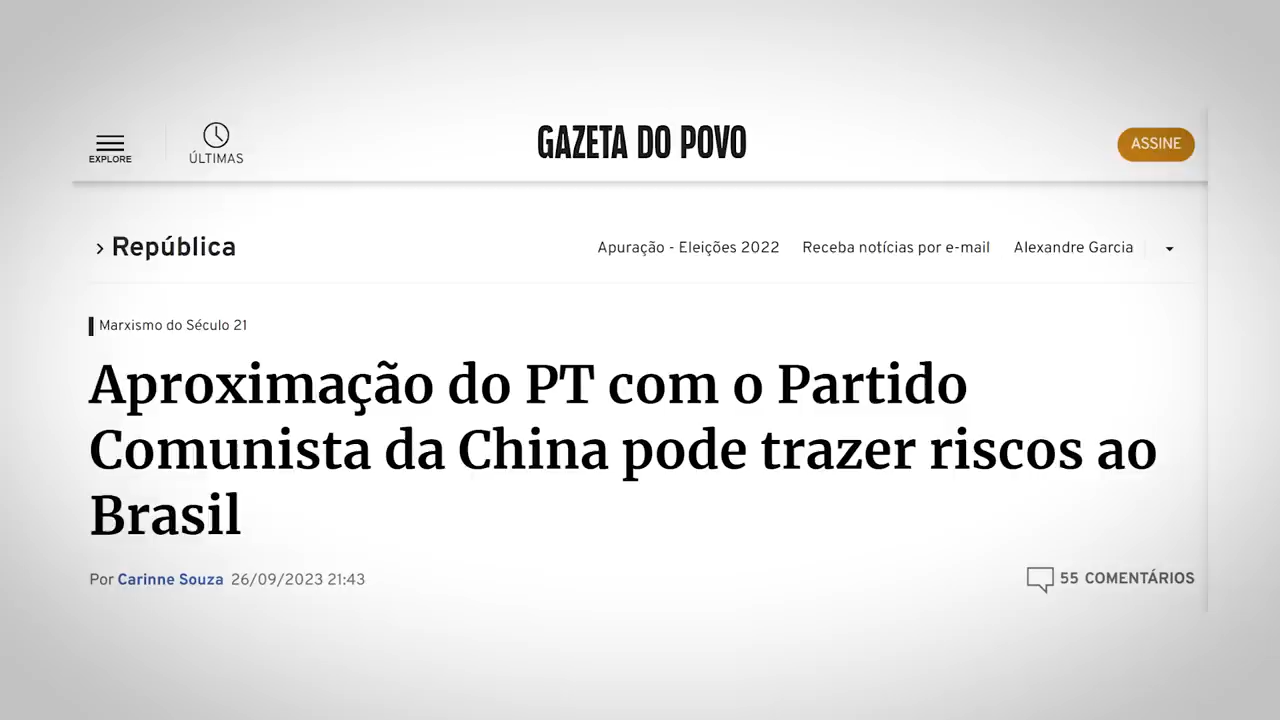 EXPLORE
ÚLTIMAS
GAZETA DO POVO
ASSINE
República
Apuração - Eleições 2022 Receba notícias por e-mail Alexandre Garcia
Marxismo do Século 21
Aproximação do PT com o Partido
Comunista da China pode trazer riscos ao
Brasil
Por Carinne Souza 26/09/2023 21:43
55 COMENTÁRIOS